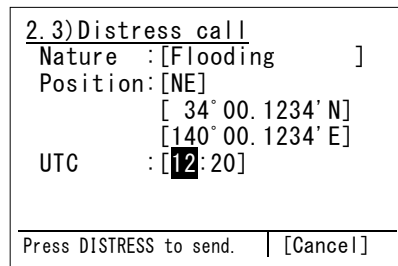 2.3)Distress call
Nature :[Flooding ]
Position:[NE]
[ 34°00.1234'N]
[140°00.1234'E]
UTC :[12:20]
Press DISTRESS to send. [Cancel]